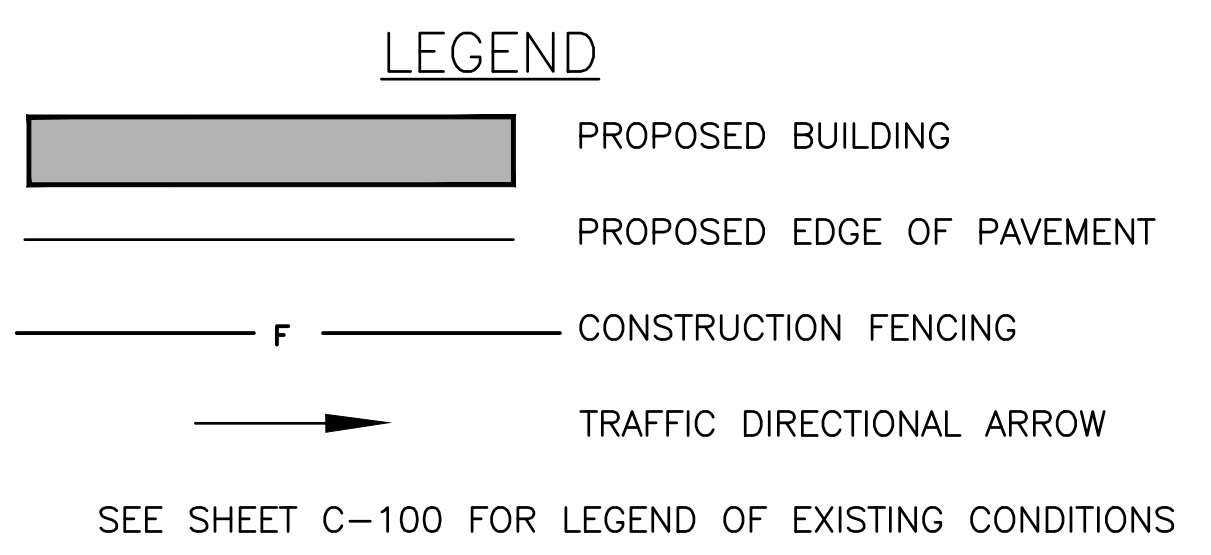 LEGEND
PROPOSED BUILDING
PROPOSED EDGE OF PAVEMENT
F CONSTRUCTION FENCING
TRAFFIC DIRECTIONAL ARROW
SEE SHEET C-100 FOR LEGEND OF EXISTING CONDITIONS